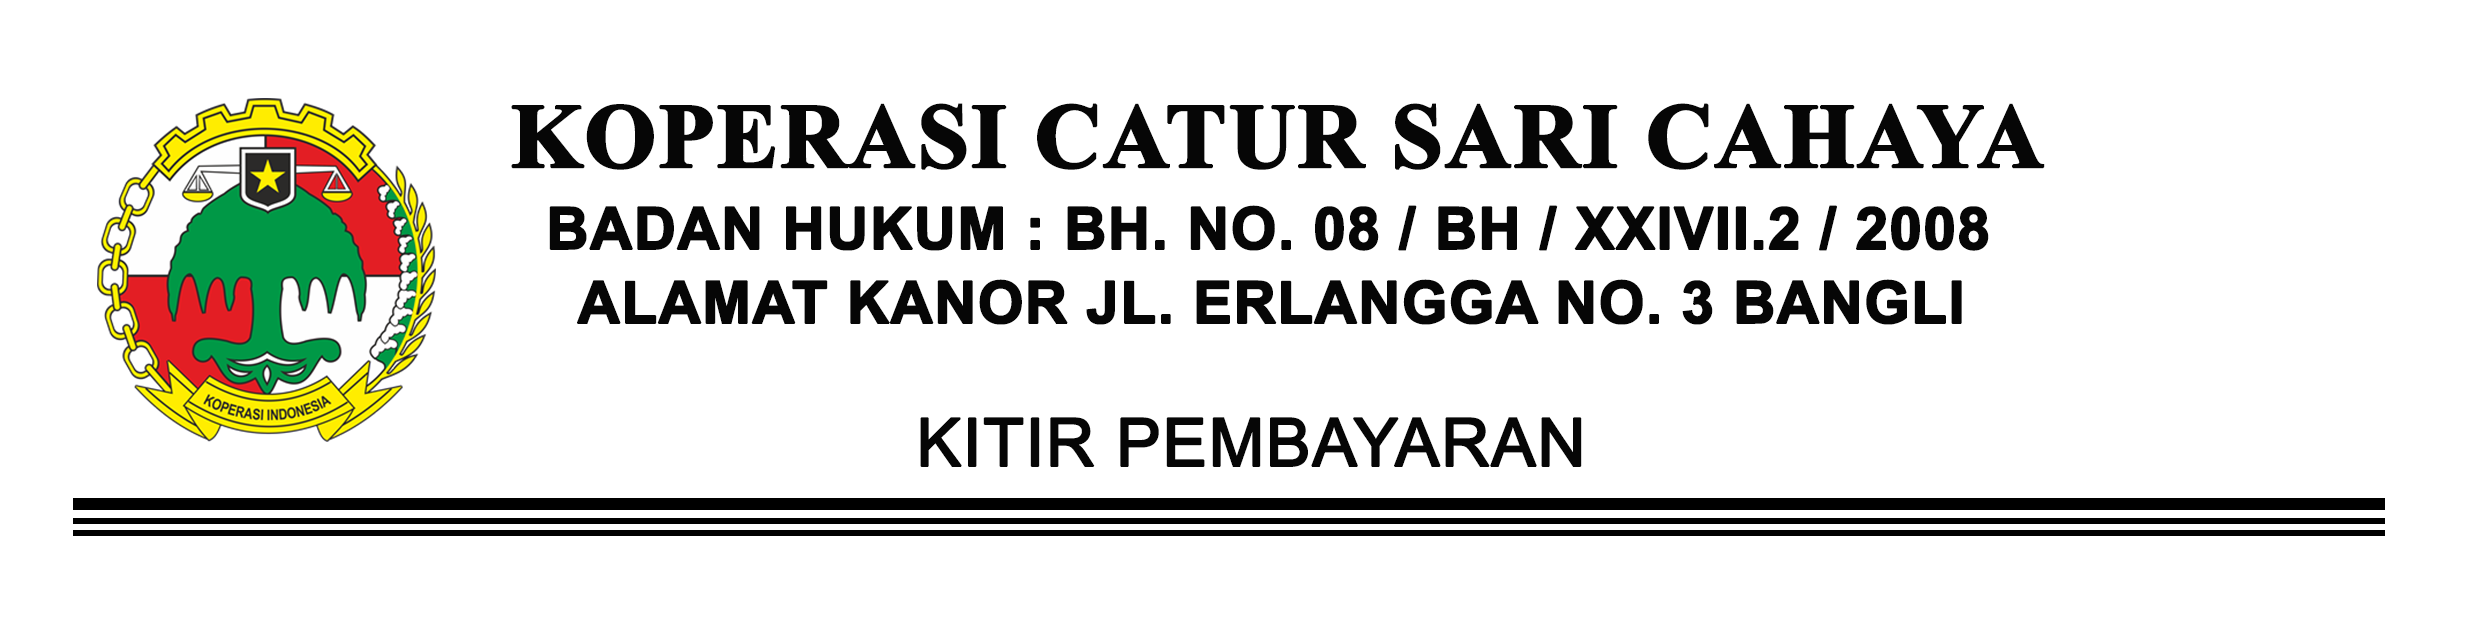 KOPERASI CATUR SARI CAHAYA
BADAN HUKUM : BH. NO. 08 / BH / XXIVII.2 / 2008
ALAMAT KANOR JL. ERLANGGA NO. 3 BANGLI
KOPERASI INDONESIA
KITIR PEMBAYARAN